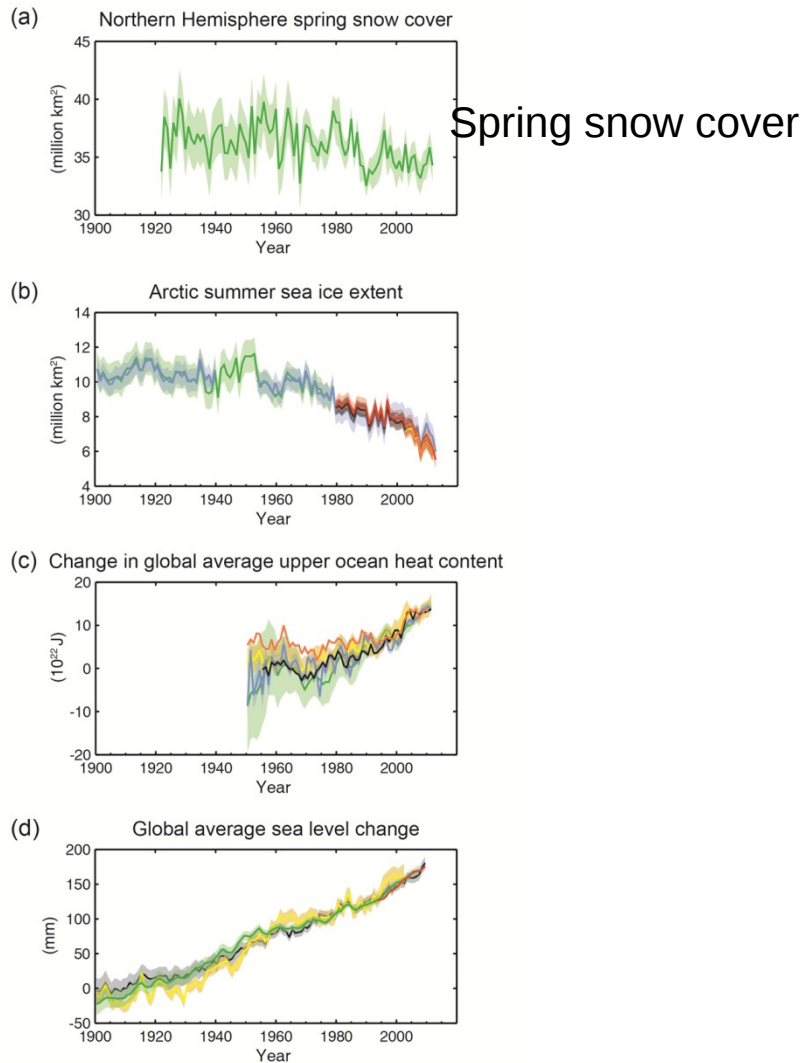 (a) Northern Hemisphere spring snow cover
45
40
35
30
(million km²)
1900 1920 1940 1960 1980 2000
Year
Spring snow cover
(b) Arctic summer sea ice extent
14
12
10
8
6
4
(million km²)
1900 1920 1940 1960 1980 2000
Year
(c) Change in global average upper ocean heat content
20
10
0
-10
-20
(10²² J)
1900 1920 1940 1960 1980 2000
Year
(d) Global average sea level change
200
150
100
50
0
-50
(mm)
1900 1920 1940 1960 1980 2000
Year